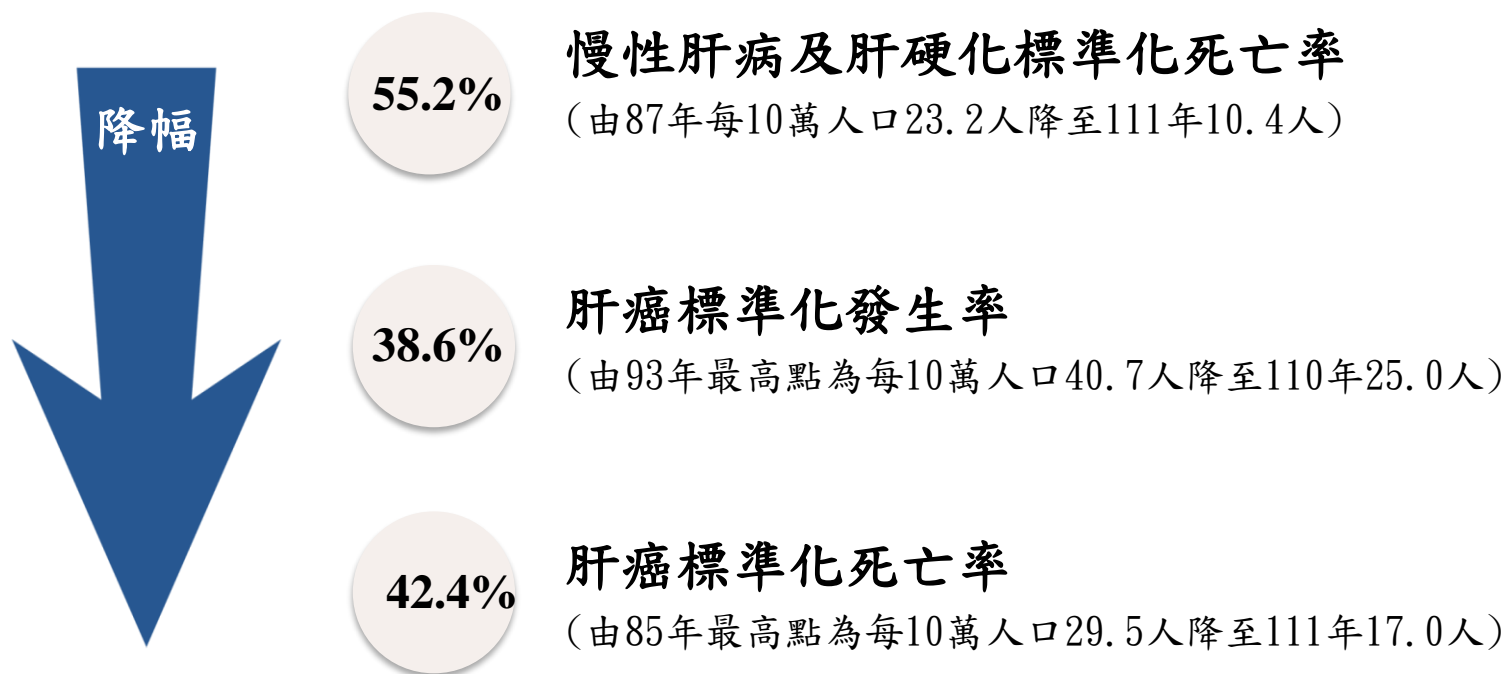 降幅
55.2%
慢性肝病及肝硬化標準化死亡率
（由87年每10萬人口23.2人降至111年10.4人）
38.6%
肝癌標準化發生率
（由93年最高點為每10萬人口40.7人降至110年25.0人）
42.4%
肝癌標準化死亡率
（由85年最高點為每10萬人口29.5人降至111年17.0人）